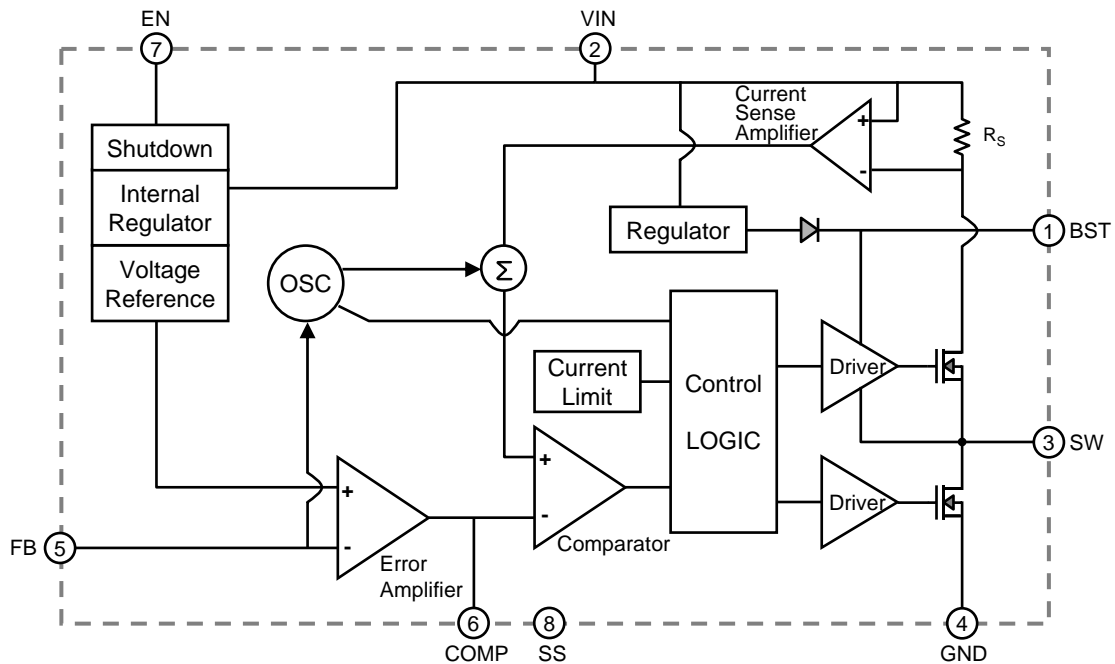 EN
7
VIN
2
Shutdown
Internal
Regulator
Voltage
Reference
Current
Sense
Amplifier
+
-
RS
Regulator
1
BST
OSC
Σ
Current
Limit
Control
LOGIC
Driver
Driver
3
SW
+
-
Error
Amplifier
+
-
Comparator
FB
5
6
COMP
8
SS
4
GND